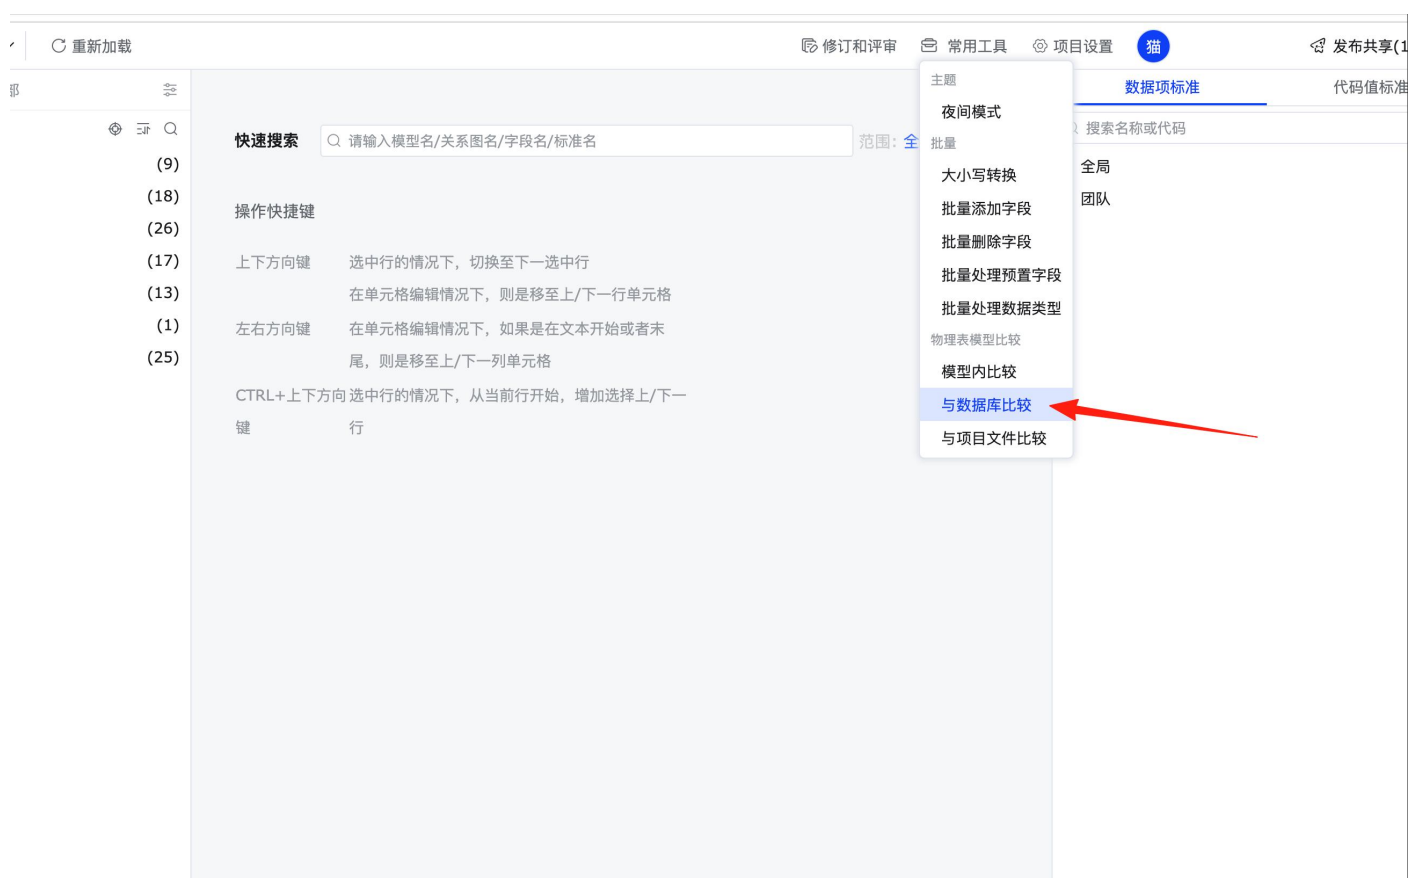 重新加载
修订和评审
常用工具
项目设置
猫
发布共享(1
部
数据项标准
代码值标准
主题
夜间模式
批量
大小写转换
批量添加字段
批量删除字段
批量处理预置字段
批量处理数据类型
物理表模型比较
模型内比较
与数据库比较
与项目文件比较
搜索名称或代码
全局
团队
(9)
(18)
(26)
(17)
(13)
(1)
(25)
快速搜索
请输入模型名/关系图名/字段名/标准名
范围: 全
操作快捷键
上下方向键 选中行的情况下，切换至下一选中行
在单元格编辑情况下，则是移至上/下一行单元格
左右方向键 在单元格编辑情况下，如果是在文本开始或者末
尾，则是移至上/下一列单元格
CTRL+上下方向 选中行的情况下，从当前行开始，增加选择上/下一
键 行